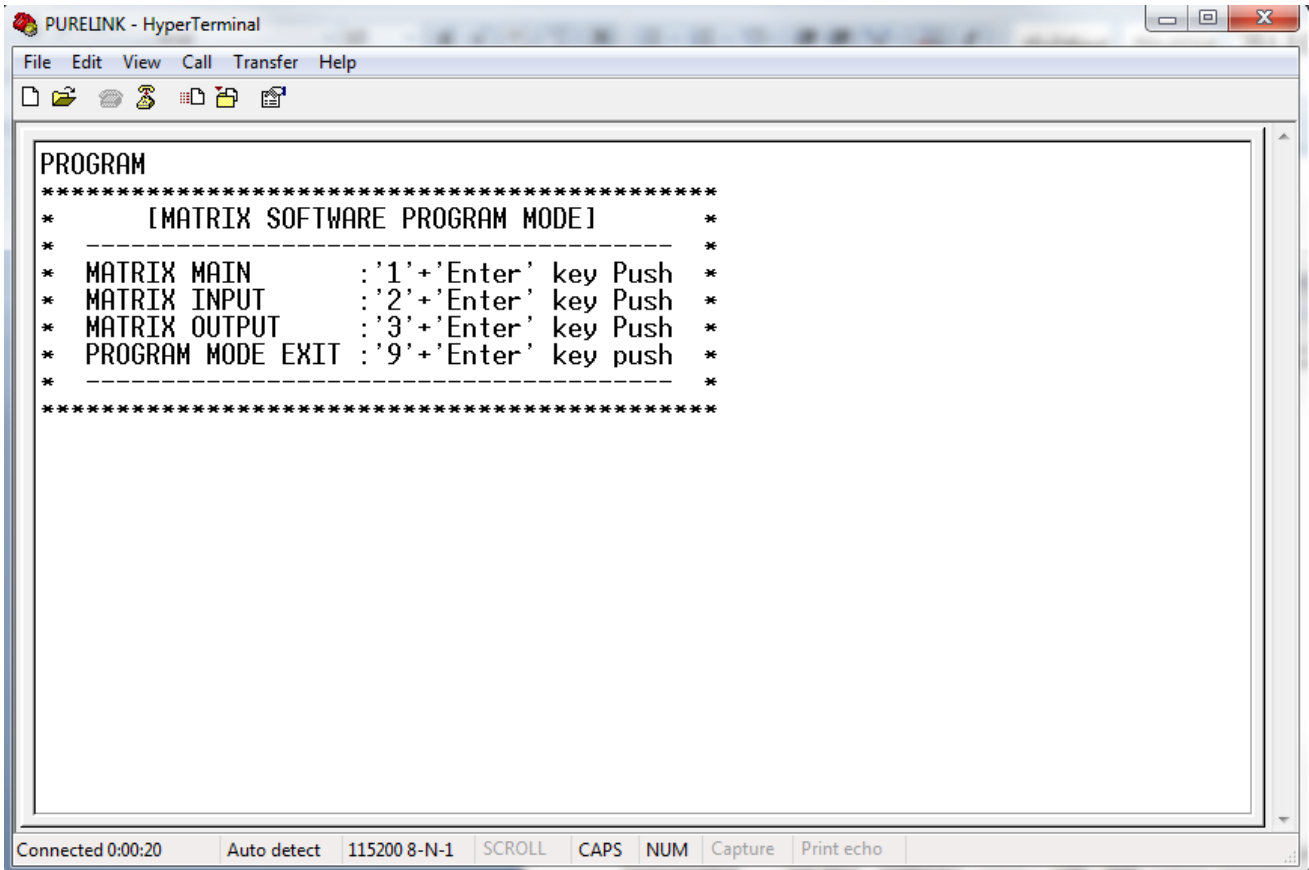 PURELINK - HyperTerminal
File Edit View Call Transfer Help
PROGRAM
*********************************************
* [MATRIX SOFTWARE PROGRAM MODE] *
* --------------------------------------- *
* MATRIX MAIN :'1'+'Enter' key Push *
* MATRIX INPUT :'2'+'Enter' key Push *
* MATRIX OUTPUT :'3'+'Enter' key Push *
* PROGRAM MODE EXIT :'9'+'Enter' key push *
* --------------------------------------- *
*********************************************
Connected 0:00:20 Auto detect 115200 8-N-1 SCROLL CAPS NUM Capture Print echo